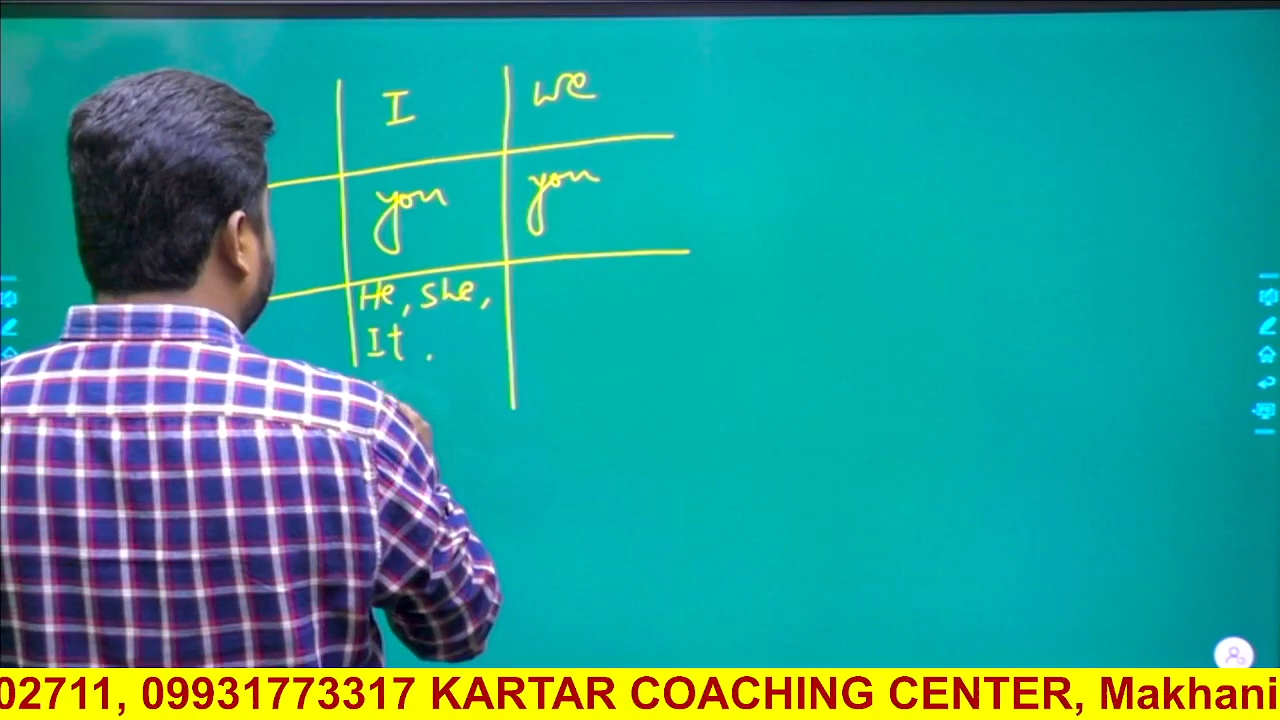 I we
you you
He, she,
It.
02711, 09931773317 KARTAR COACHING CENTER, Makhani